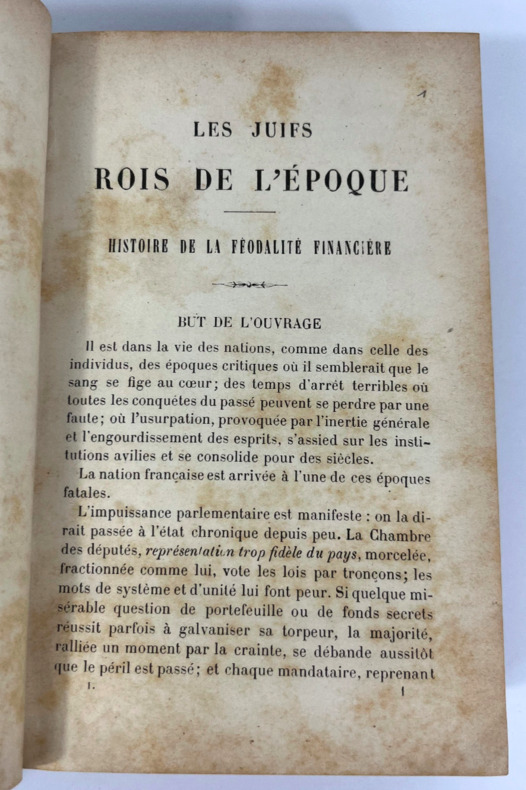 1
LES JUIFS
ROIS DE L'ÉPOQUE
HISTOIRE DE LA FÉODALITÉ FINANCIÈRE
BUT DE L'OUVRAGE
Il est dans la vie des nations, comme dans celle des
individus, des époques critiques où il semblerait que le
sang se fige au cœur; des temps d'arrêt terribles où
toutes les conquêtes du passé peuvent se perdre par une
faute; où l'usurpation, provoquée par l'inertie générale
et l'engourdissement des esprits, s'assied sur les insti-
tutions avilies et se consolide pour des siècles.
La nation française est arrivée à l'une de ces époques
fatales.
L'impuissance parlementaire est manifeste : on la di-
rait passée à l'état chronique depuis peu. La Chambre
des députés, représentation trop fidèle du pays, morcelée,
fractionnée comme lui, vote les lois par tronçons; les
mots de système et d'unité lui font peur. Si quelque mi-
sérable question de portefeuille ou de fonds secrets
réussit parfois à galvaniser sa torpeur, la majorité,
ralliée un moment par la crainte, se débande aussitôt
que le péril est passé; et chaque mandataire, reprenant
I. 1